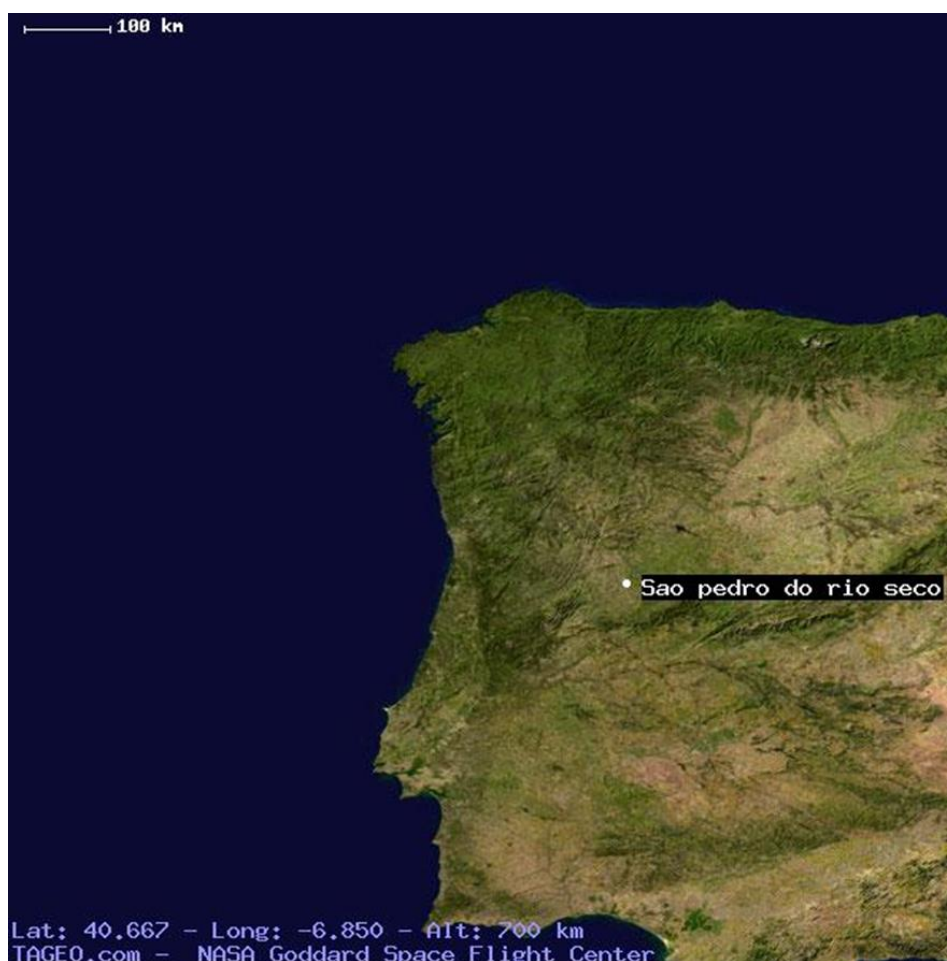 100 km
Sao pedro do rio seco
Lat: 40.667 - Long: -6.850 - Alt: 700 km
TAGEO.com - NASA Goddard Space Flight Center